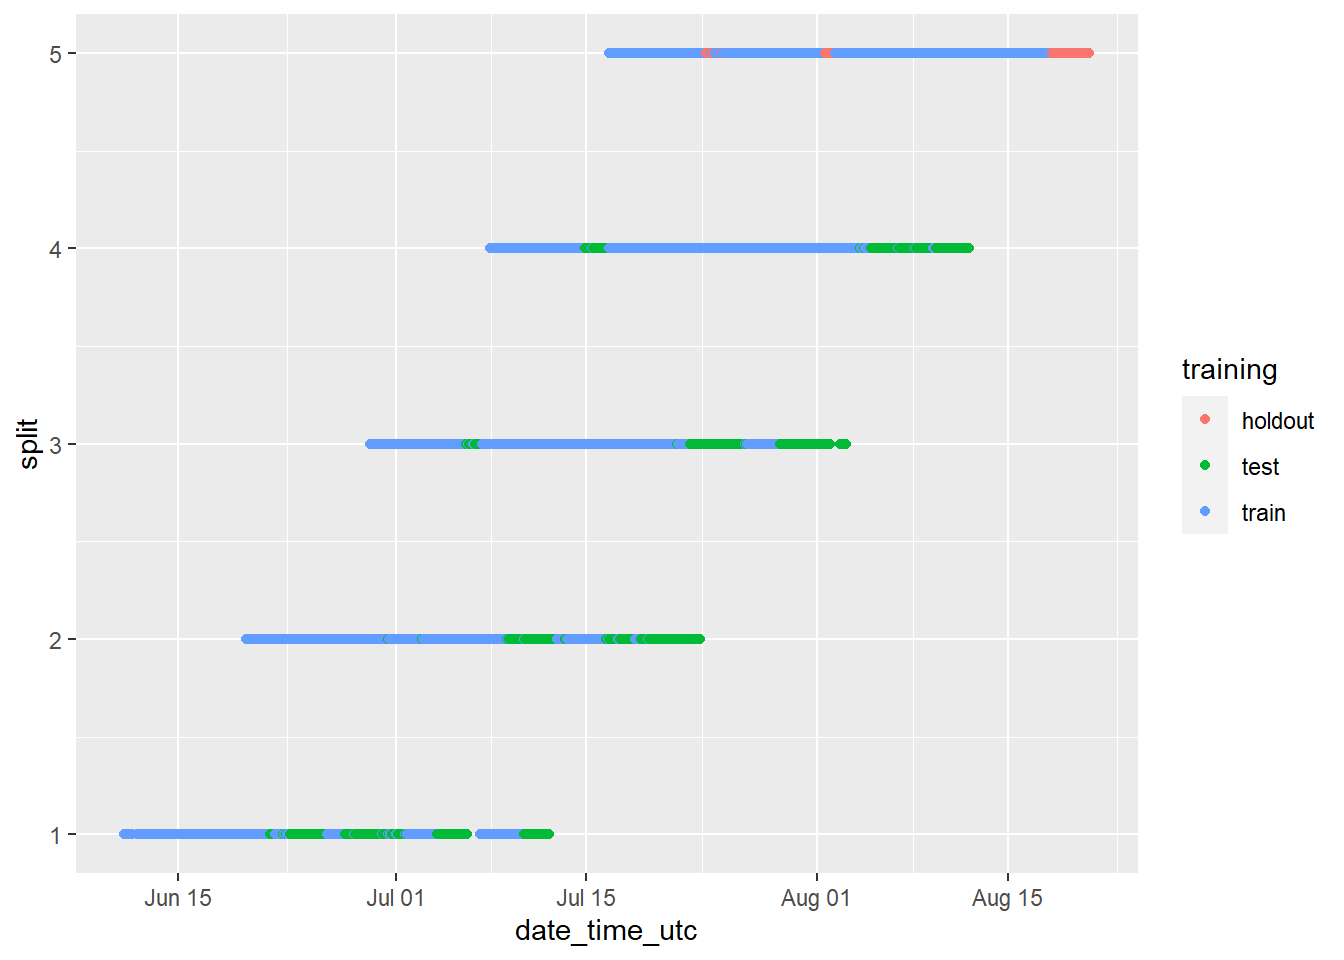 5
4
3
2
1
split
Jun 15
Jul 01
Jul 15
Aug 01
Aug 15
date_time_utc
training
holdout
test
train